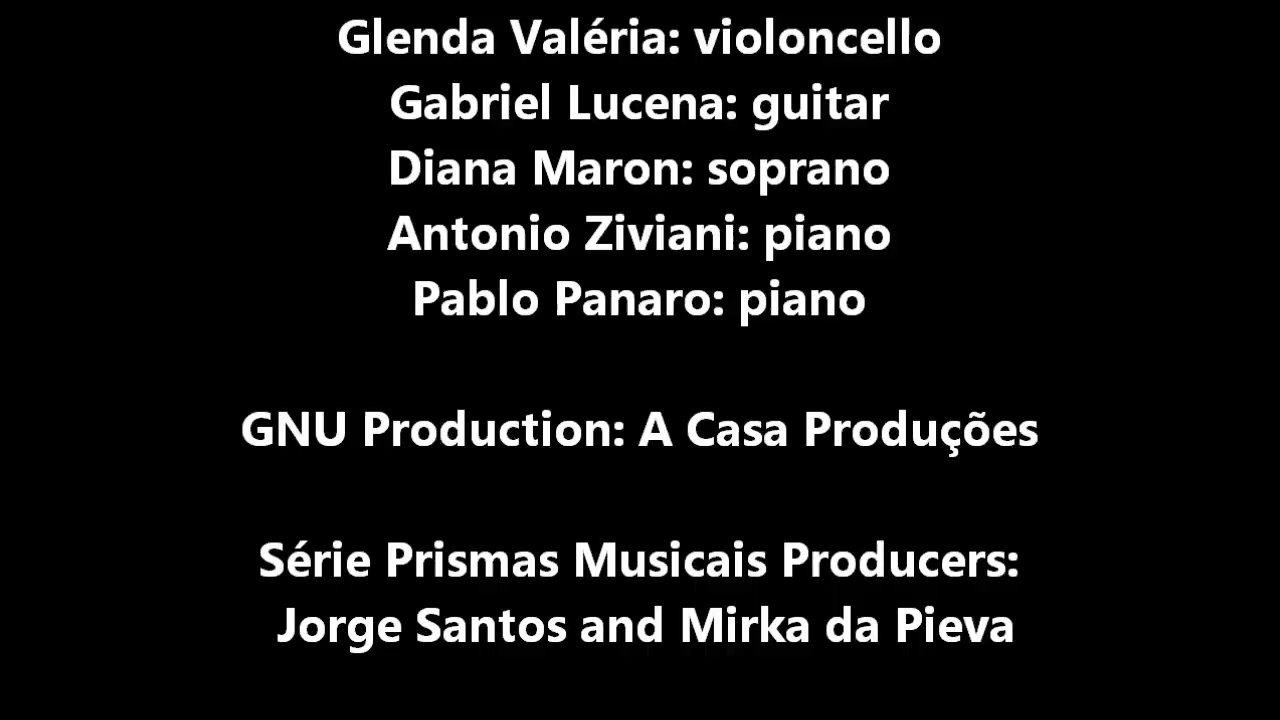 Glenda Valéria: violoncello
Gabriel Lucena: guitar
Diana Maron: soprano
Antonio Ziviani: piano
Pablo Panaro: piano
GNU Production: A Casa Produções
Série Prismas Musicais Producers:
Jorge Santos and Mirka da Pieva